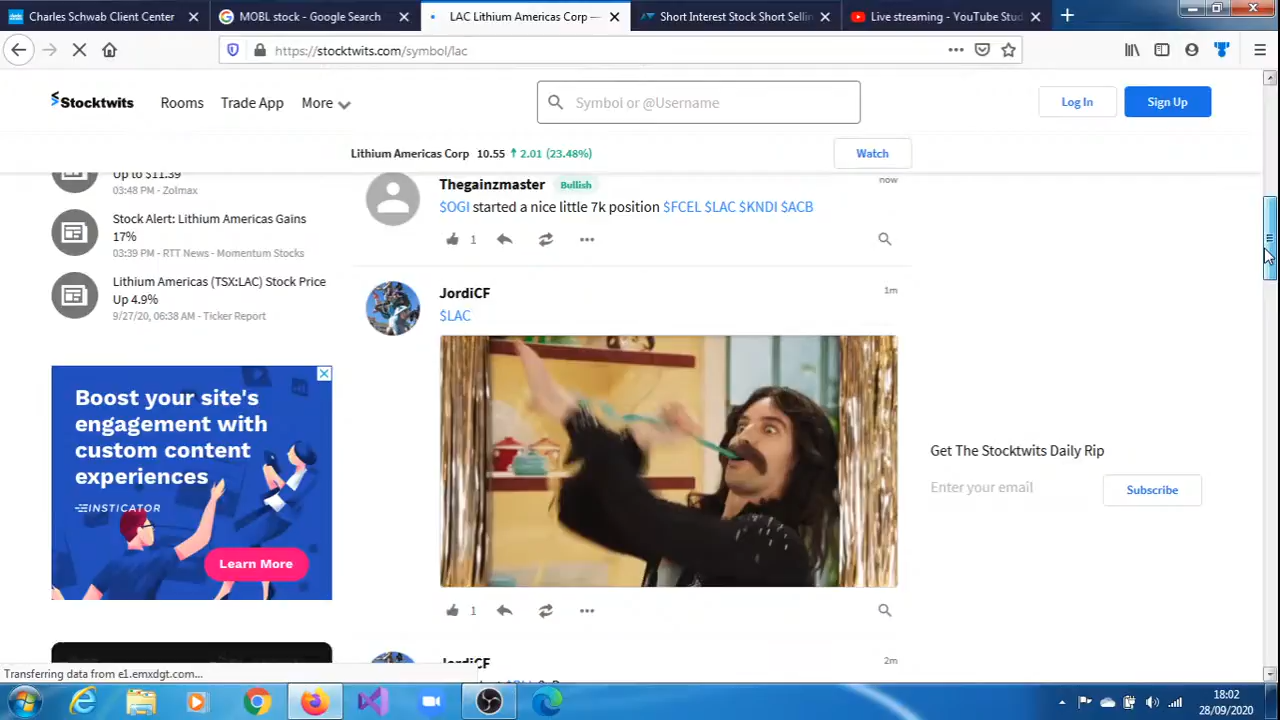 Charles Schwab Client Center
MOBL stock - Google Search
LAC Lithium Americas Corp —
Short Interest Stock Short Sellin
Live streaming - YouTube Stud
https://stocktwits.com/symbol/lac
Stocktwits
Rooms
Trade App
More
Symbol or @Username
Log In
Sign Up
Lithium Americas Corp 10.55 ↑ 2.01 (23.48%)
Watch
Up to $11.39
03:48 PM - Zolmax
Stock Alert: Lithium Americas Gains
17%
03:39 PM - RTT News - Momentum Stocks
Lithium Americas (TSX:LAC) Stock Price
Up 4.9%
9/27/20, 06:38 AM - Ticker Report
Boost your site's
engagement with
custom content
experiences
INSTICATOR
Learn More
Thegainzmaster Bullish
now
$OGI started a nice little 7k position $FCEL $LAC $KNDI $ACB
1
JordiCF
1m
$LAC
1
JordiCF
2m
Get The Stocktwits Daily Rip
Enter your email
Subscribe
Transferring data from e1.emxdgt.com...
18:02
28/09/2020